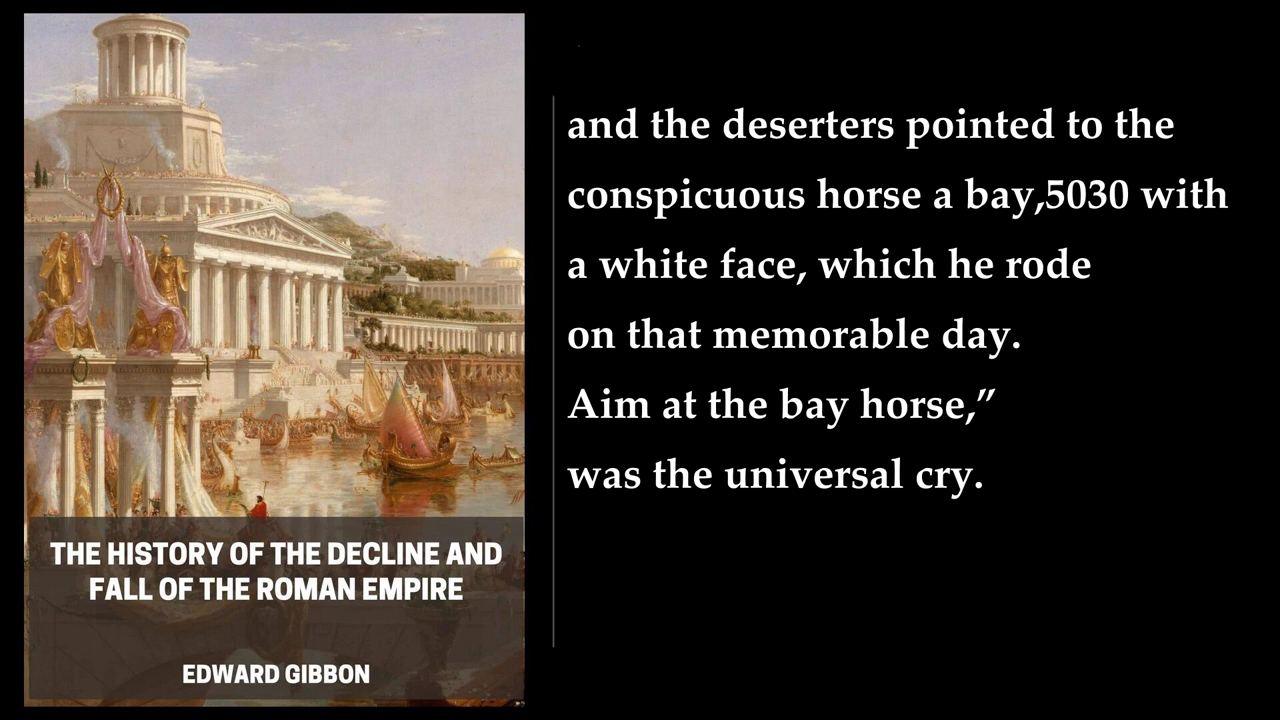 THE HISTORY OF THE DECLINE AND
FALL OF THE ROMAN EMPIRE
EDWARD GIBBON
and the deserters pointed to the
conspicuous horse a bay,5030 with
a white face, which he rode
on that memorable day.
Aim at the bay horse,”
was the universal cry.